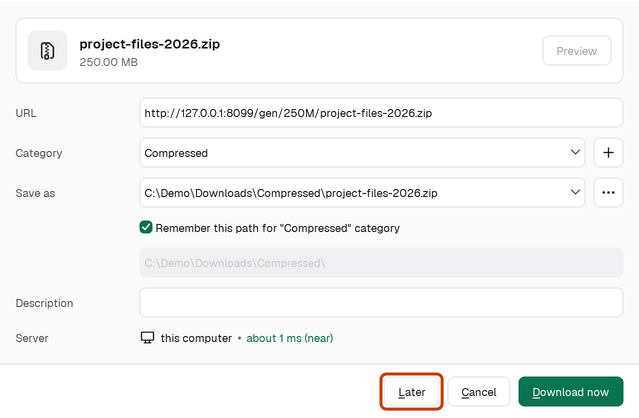 project-files-2026.zip
250.00 MB
Preview
URL
http://127.0.0.1:8099/gen/250M/project-files-2026.zip
Category
Compressed
Save as
C:\Demo\Downloads\Compressed\project-files-2026.zip
Remember this path for "Compressed" category
C:\Demo\Downloads\Compressed\
Description
Server
this computer • about 1 ms (near)
Later
Cancel
Download now